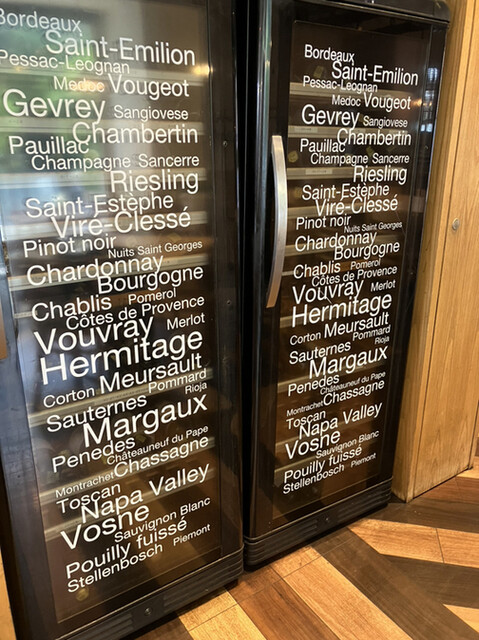 Bordeaux
Saint-Emilion
Pessac-Leognan
Medoc Vougeot
Gevrey Sangiovese
Chambertin
Pauillac
Champagne Sancerre
Riesling
Saint-Estèphe
Viré-Clessé
Pinot noir
Nuits Saint Georges
Chardonnay
Bourgogne
Chablis Pomerol
Côtes de Provence
Vouvray Merlot
Hermitage
Corton Meursault
Pommard
Sauternes Rioja
Margaux
Penedes
Châteauneuf du Pape
Montrachet Chassagne
Toscan
Napa Valley
Vosne
Sauvignon Blanc
Pouilly fuissé
Stellenbosch Piemont
Bordeaux
Saint-Emilion
Pessac-Leognan
Medoc Vougeot
Gevrey Sangiovese
Chambertin
Pauillac
Champagne Sancerre
Riesling
Saint-Estèphe
Viré-Clessé
Pinot noir
Nuits Saint Georges
Chardonnay
Bourgogne
Chablis Pomerol
Côtes de Provence
Vouvray Merlot
Hermitage
Corton Meursault
Pommard
Sauternes Rioja
Margaux
Penedes
Châteauneuf du Pape
Montrachet Chassagne
Toscan
Napa Valley
Vosne
Sauvignon Blanc
Pouilly fuissé
Stellenbosch Piemont